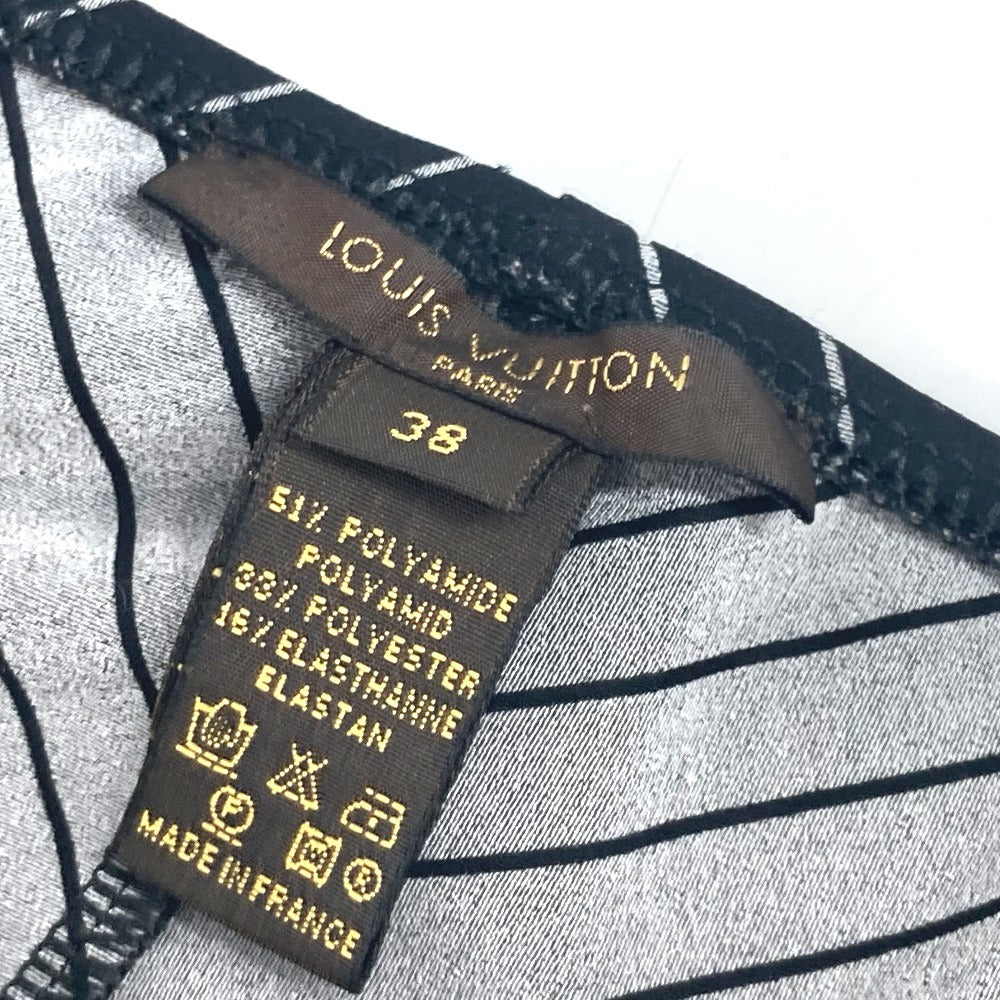 LOUIS VUITTON
PARIS
38
51% POLYAMIDE
POLYAMID
33% POLYESTER
16% ELASTHANNE
ELASTAN
P
R
MADE IN FRANCE